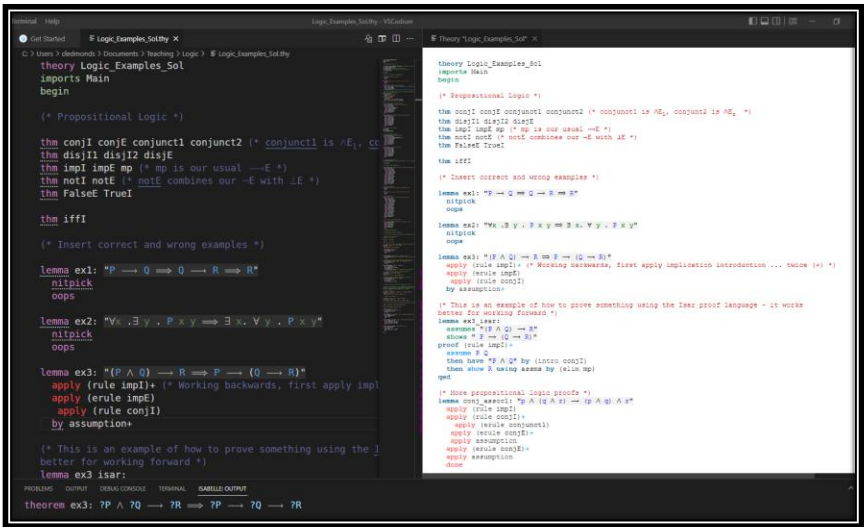 Terminal Help
Logic_Examples_Sol.thy - VSCodium
Get Started
Logic_Examples_Sol.thy ×
C: > Users > cledmonds > Documents > Teaching > Logic > Logic_Examples_Sol.thy
theory Logic_Examples_Sol
imports Main
begin
(* Propositional Logic *)
thm conjI conjE conjunct1 conjunct2 (* conjunct1 is ∧E₁, co
thm disjI1 disjI2 disjE
thm impI impE mp (* mp is our usual ⟶E *)
thm notI notE (* notE combines our ¬E with ⊥E *)
thm FalseE TrueI
thm iffI
(* Insert correct and wrong examples *)
lemma ex1: "P ⟶ Q ⟹ Q ⟶ R ⟹ R"
nitpick
oops
lemma ex2: "∀x .∃ y . P x y ⟹ ∃ x. ∀ y . P x y"
nitpick
oops
lemma ex3: "(P ∧ Q) ⟶ R ⟹ P ⟶ (Q ⟶ R)"
apply (rule impI)+ (* Working backwards, first apply impl
apply (erule impE)
apply (rule conjI)
by assumption+
(* This is an example of how to prove something using the I
better for working forward *)
lemma ex3_isar:
Theory "Logic_Examples_Sol" ×
theory Logic_Examples_Sol
imports Main
begin
(* Propositional Logic *)
thm conjI conjE conjunct1 conjunct2 (* conjunct1 is ∧E₁, conjunt2 is ∧E₂ *)
thm disjI1 disjI2 disjE
thm impI impE mp (* mp is our usual ⟶E *)
thm notI notE (* notE combines our ¬E with ⊥E *)
thm FalseE TrueI
thm iffI
(* Insert correct and wrong examples *)
lemma ex1: "P ⟶ Q ⟹ Q ⟶ R ⟹ R"
nitpick
oops
lemma ex2: "∀x .∃ y . P x y ⟹ ∃ x. ∀ y . P x y"
nitpick
oops
lemma ex3: "(P ∧ Q) ⟶ R ⟹ P ⟶ (Q ⟶ R)"
apply (rule impI)+ (* Working backwards, first apply implication introduction ... twice (+) *)
apply (erule impE)
apply (rule conjI)
by assumption+
(* This is an example of how to prove something using the Isar proof language - it works
better for working forward *)
lemma ex3_isar:
assumes "(P ∧ Q) ⟶ R"
shows " P ⟶ (Q ⟶ R)"
proof (rule impI)+
assume P Q
then have "P ∧ Q" by (intro conjI)
then show R using assms by (elim mp)
qed
(* More propositional logic proofs *)
lemma conj_assoc1: "p ∧ (q ∧ r) ⟶ (p ∧ q) ∧ r"
apply (rule impI)
apply (rule conjI)+
apply (erule conjunct1)
apply (erule conjE)+
apply assumption
apply (erule conjE)+
apply assumption
done
PROBLEMS OUTPUT DEBUG CONSOLE TERMINAL ISABELLE: OUTPUT
theorem ex3: ?P ∧ ?Q ⟶ ?R ⟹ ?P ⟶ ?Q ⟶ ?R